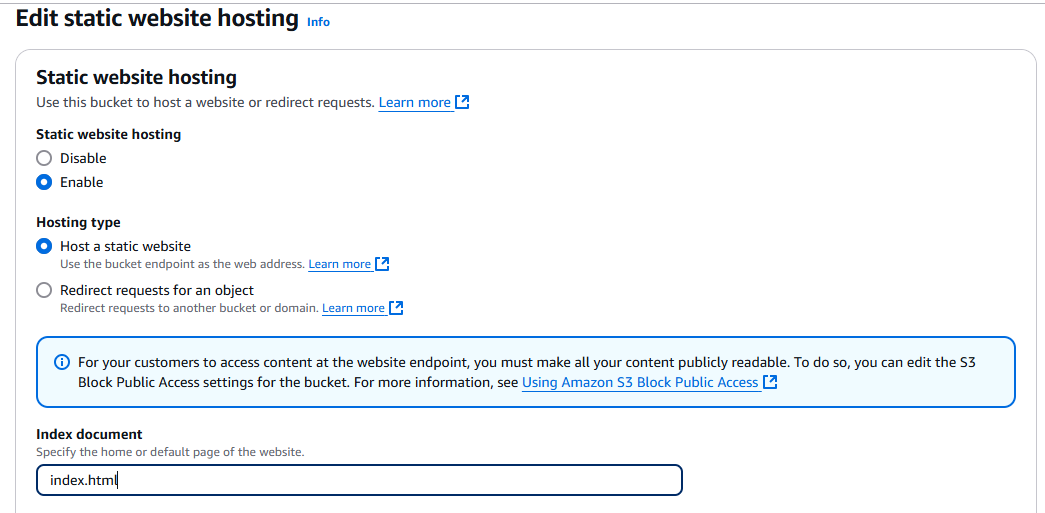 Edit static website hosting Info
Static website hosting
Use this bucket to host a website or redirect requests. Learn more
Static website hosting
Disable
Enable
Hosting type
Host a static website
Use the bucket endpoint as the web address. Learn more
Redirect requests for an object
Redirect requests to another bucket or domain. Learn more
For your customers to access content at the website endpoint, you must make all your content publicly readable. To do so, you can edit the S3
Block Public Access settings for the bucket. For more information, see Using Amazon S3 Block Public Access
Index document
Specify the home or default page of the website.
index.html